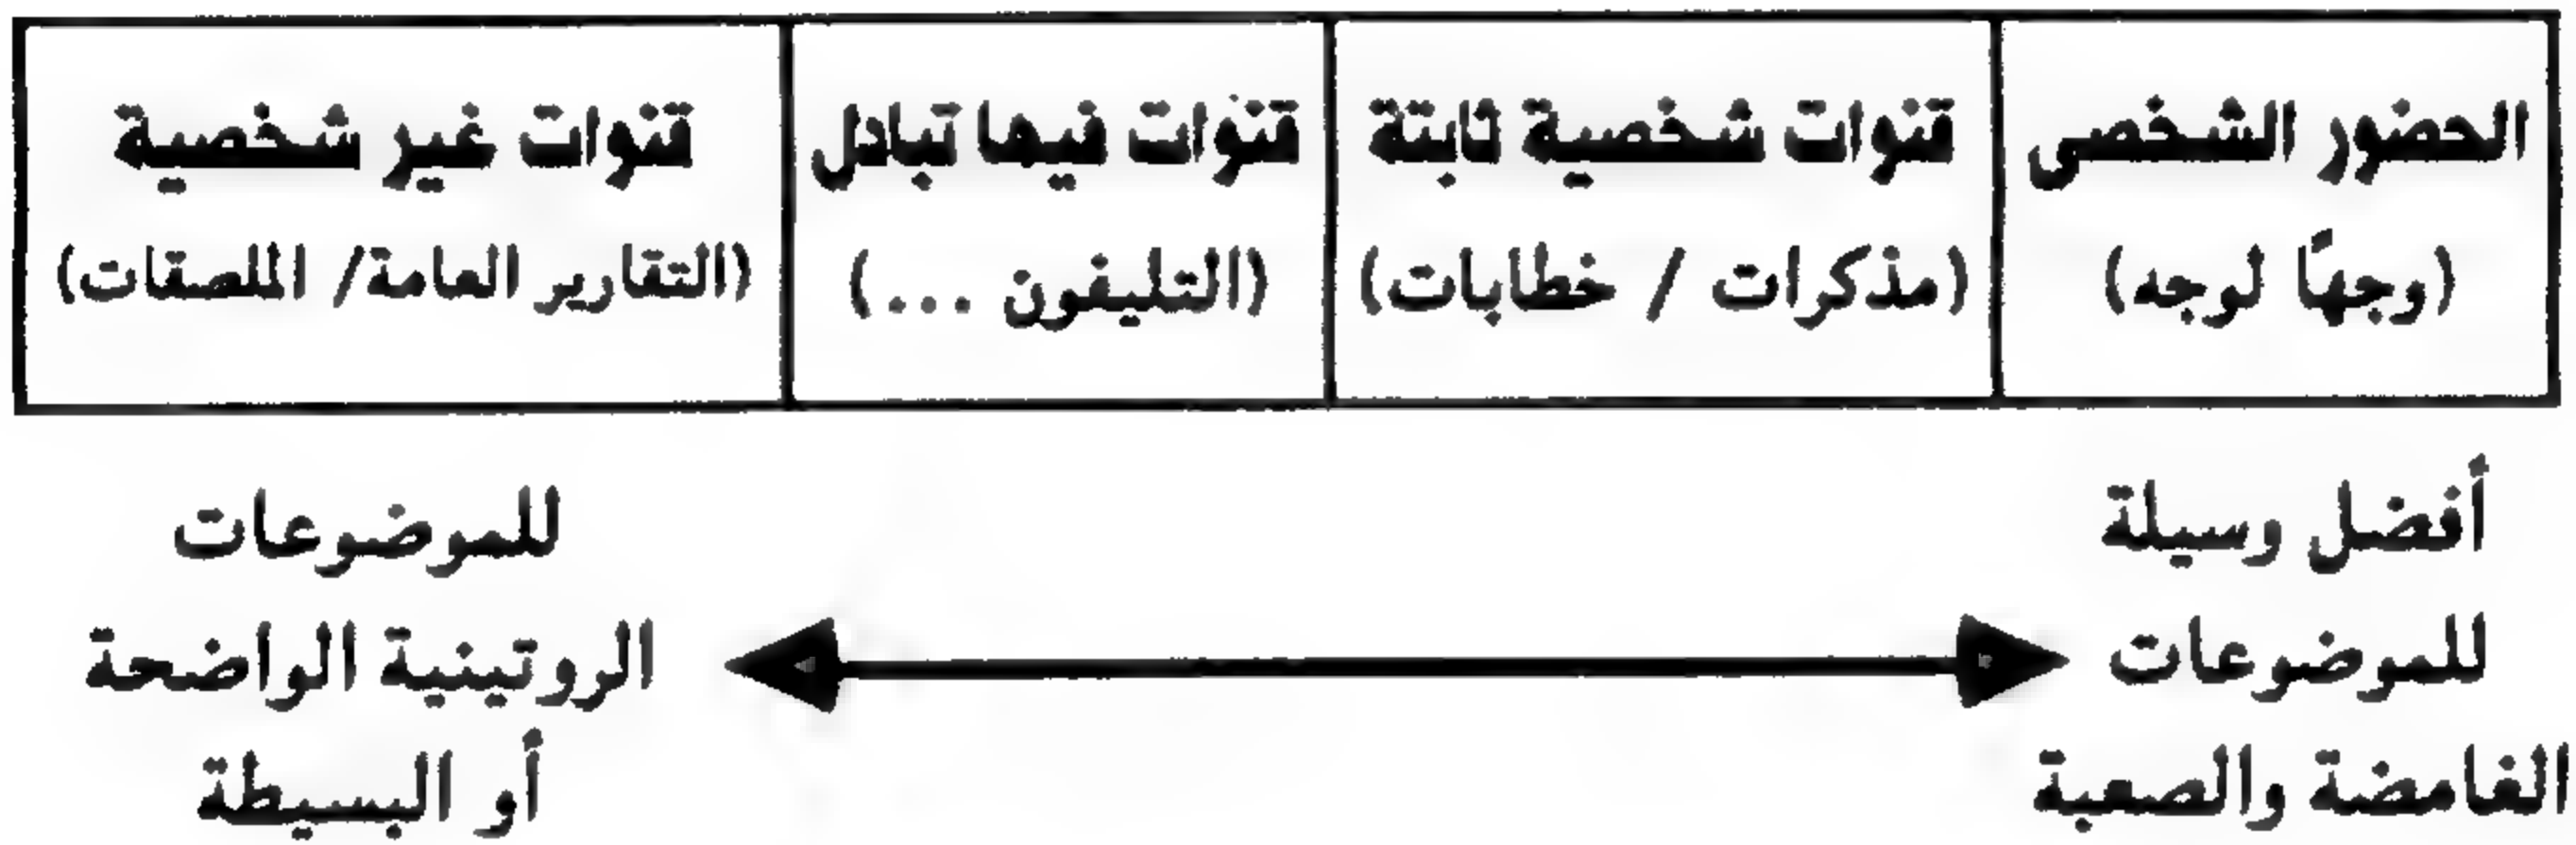 الحضور الشخصى
(وجهًا لوجه)
قنوات شخصية ثابتة
(مذكرات / خطابات)
قنوات فيها تبادل
(التليفون ...)
قنوات غير شخصية
(التقارير العامة/ الملصقات)
أفضل وسيلة
للموضوعات
الغامضة والصعبة
للموضوعات
الروتينية الواضحة
أو البسيطة